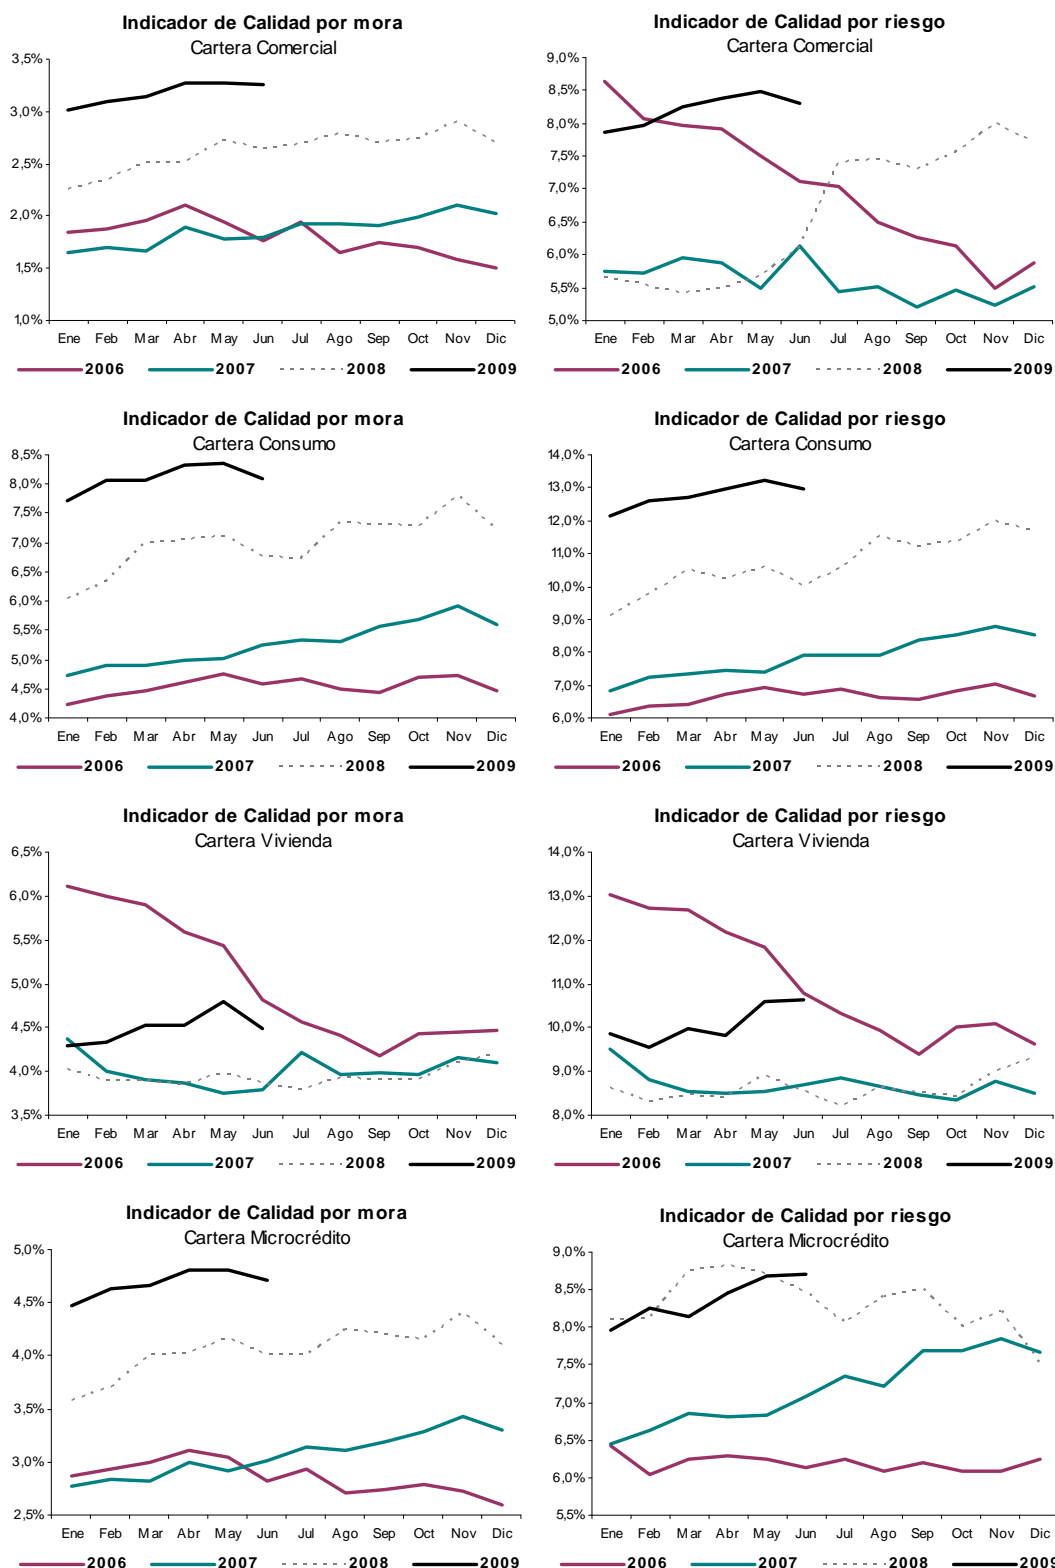 Indicador de Calidad por mora
Cartera Comercial
3,5%
3,0%
2,5%
2,0%
1,5%
1,0%
Ene Feb Mar Abr May Jun Jul Ago Sep Oct Nov Dic
2006 2007 2008 2009
Indicador de Calidad por riesgo
Cartera Comercial
9,0%
8,5%
8,0%
7,5%
7,0%
6,5%
6,0%
5,5%
5,0%
Ene Feb Mar Abr May Jun Jul Ago Sep Oct Nov Dic
2006 2007 2008 2009
Indicador de Calidad por mora
Cartera Consumo
8,5%
8,0%
7,5%
7,0%
6,5%
6,0%
5,5%
5,0%
4,5%
4,0%
Ene Feb Mar Abr May Jun Jul Ago Sep Oct Nov Dic
2006 2007 2008 2009
Indicador de Calidad por riesgo
Cartera Consumo
14,0%
13,0%
12,0%
11,0%
10,0%
9,0%
8,0%
7,0%
6,0%
Ene Feb Mar Abr May Jun Jul Ago Sep Oct Nov Dic
2006 2007 2008 2009
Indicador de Calidad por mora
Cartera Vivienda
6,5%
6,0%
5,5%
5,0%
4,5%
4,0%
3,5%
Ene Feb Mar Abr May Jun Jul Ago Sep Oct Nov Dic
2006 2007 2008 2009
Indicador de Calidad por riesgo
Cartera Vivienda
14,0%
13,0%
12,0%
11,0%
10,0%
9,0%
8,0%
Ene Feb Mar Abr May Jun Jul Ago Sep Oct Nov Dic
2006 2007 2008 2009
Indicador de Calidad por mora
Cartera Microcrédito
5,0%
4,5%
4,0%
3,5%
3,0%
2,5%
Ene Feb Mar Abr May Jun Jul Ago Sep Oct Nov Dic
2006 2007 2008 2009
Indicador de Calidad por riesgo
Cartera Microcrédito
9,0%
8,5%
8,0%
7,5%
7,0%
6,5%
6,0%
5,5%
Ene Feb Mar Abr May Jun Jul Ago Sep Oct Nov Dic
2006 2007 2008 2009